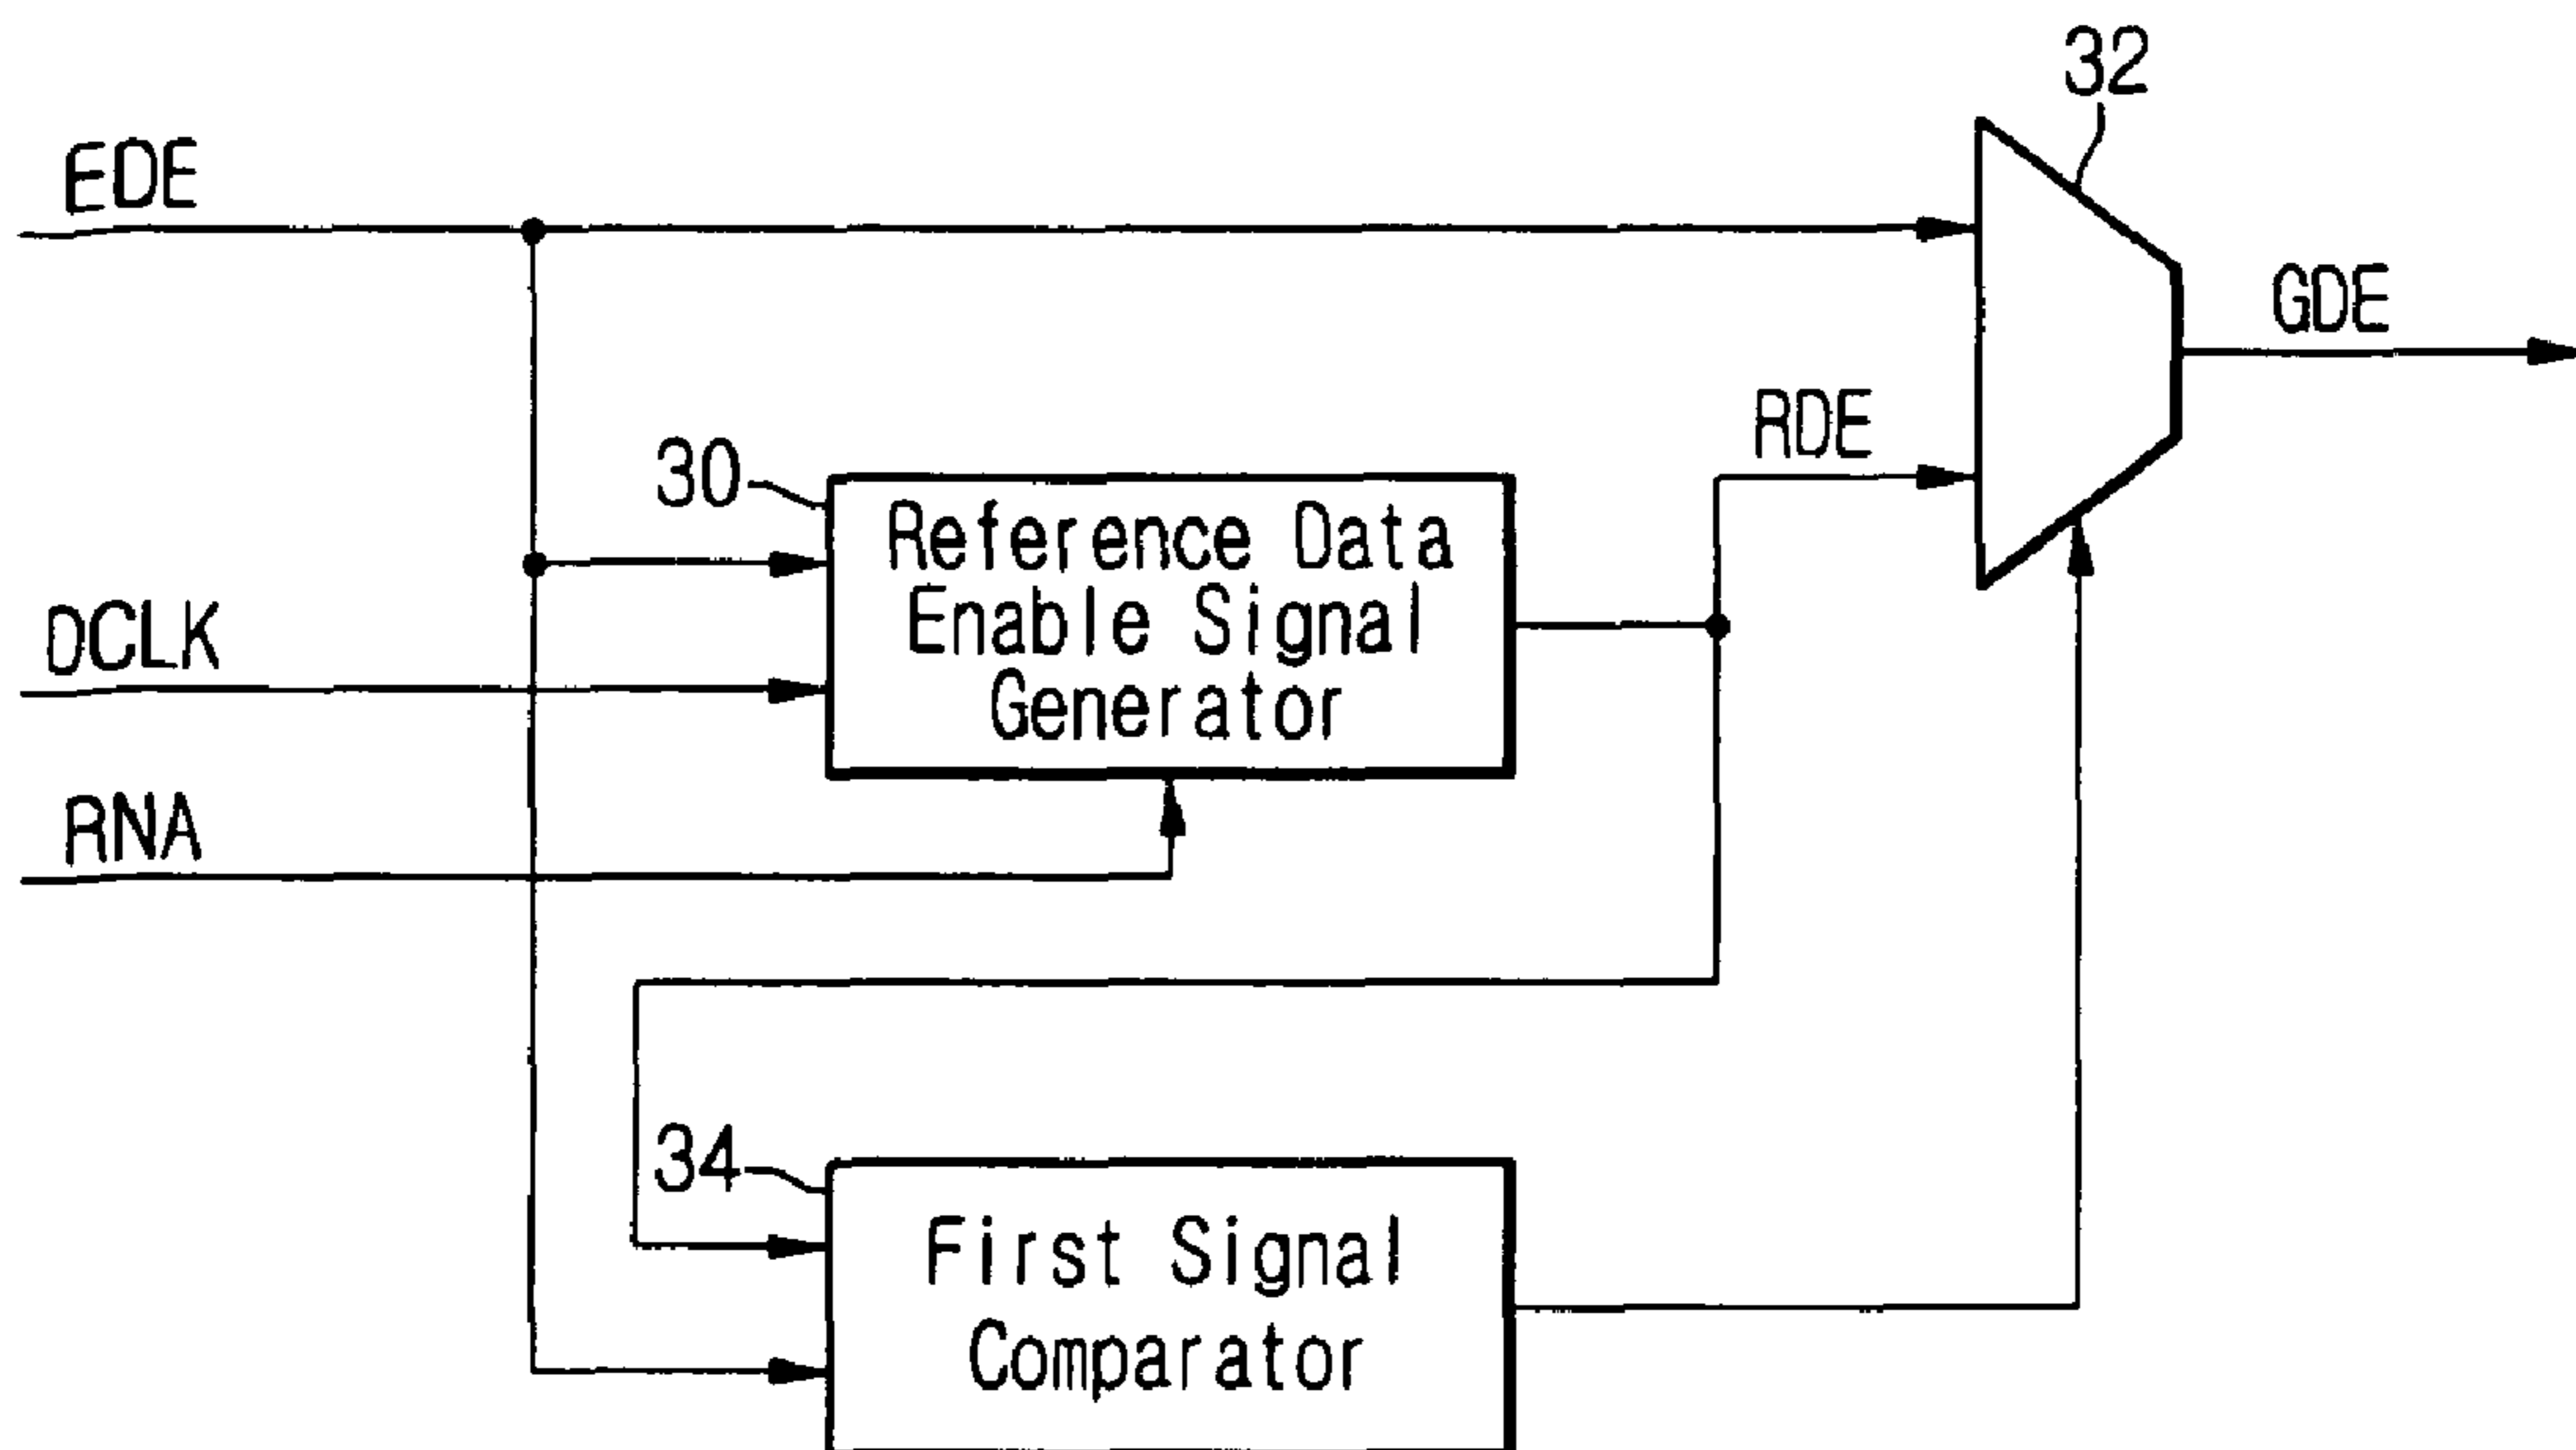 32
EDE
GDE
RDE
30
Reference Data
Enable Signal
Generator
DCLK
RNA
34
First Signal
Comparator